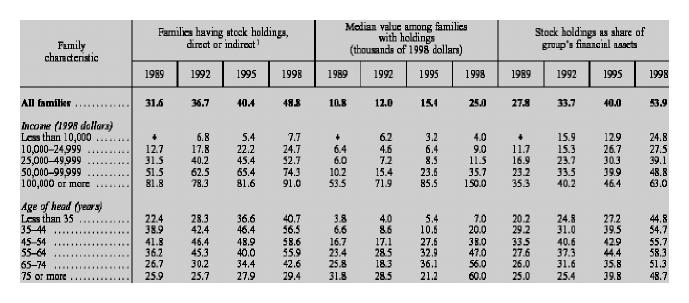 Family characteristic
Families having stock holdings, direct or indirect¹
Median value among families with holdings (thousands of 1998 dollars)
Stock holdings as share of group's financial assets
1989 1992 1995 1998 1989 1992 1995 1998 1989 1992 1995 1998
All families .............. 31.6 36.7 40.4 48.8 10.8 12.0 15.4 25.0 27.8 33.7 40.0 53.9
Income (1998 dollars)
Less than 10,000 ........ * 6.8 5.4 7.7 * 6.2 3.2 4.0 * 15.9 12.9 24.8
10,000–24,999 ........... 12.7 17.8 22.2 24.7 6.4 4.6 6.4 9.0 11.7 15.3 26.7 27.5
25,000–49,999 ........... 31.5 40.2 45.4 52.7 6.0 7.2 8.5 11.5 16.9 23.7 30.3 39.1
50,000–99,999 ........... 51.5 62.5 65.4 74.3 10.2 15.4 23.6 35.7 23.2 33.5 39.9 48.8
100,000 or more ........ 81.8 78.3 81.6 91.0 53.5 71.9 85.5 150.0 35.3 40.2 46.4 63.0
Age of head (years)
Less than 35 .............. 22.4 28.3 36.6 40.7 3.8 4.0 5.4 7.0 20.2 24.8 27.2 44.8
35–44 ................... 38.9 42.4 46.4 56.5 6.6 8.6 10.6 20.0 29.2 31.0 39.5 54.7
45–54 ................... 41.8 46.4 48.9 58.6 16.7 17.1 27.6 38.0 33.5 40.6 42.9 55.7
55–64 ................... 36.2 45.3 40.0 55.9 23.4 28.5 32.9 47.0 27.6 37.3 44.4 58.3
65–74 ................... 26.7 30.2 34.4 42.6 25.8 18.3 36.1 56.0 26.0 31.6 35.8 51.3
75 or more .............. 25.9 25.7 27.9 29.4 31.8 28.5 21.2 60.0 25.0 25.4 39.8 48.7